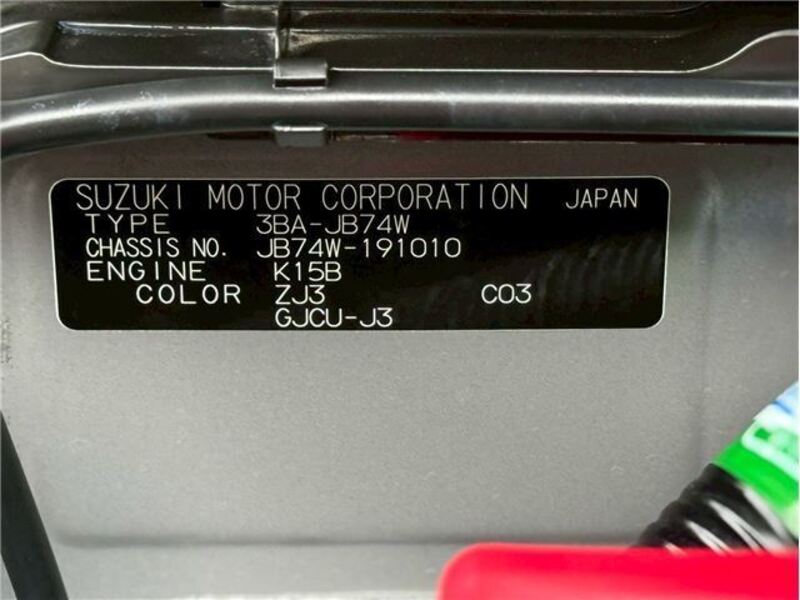 SUZUKI MOTOR CORPORATION JAPAN
TYPE 3BA-JB74W
CHASSIS NO. JB74W-191010
ENGINE K15B
COLOR ZJ3 C03
GJCU-J3